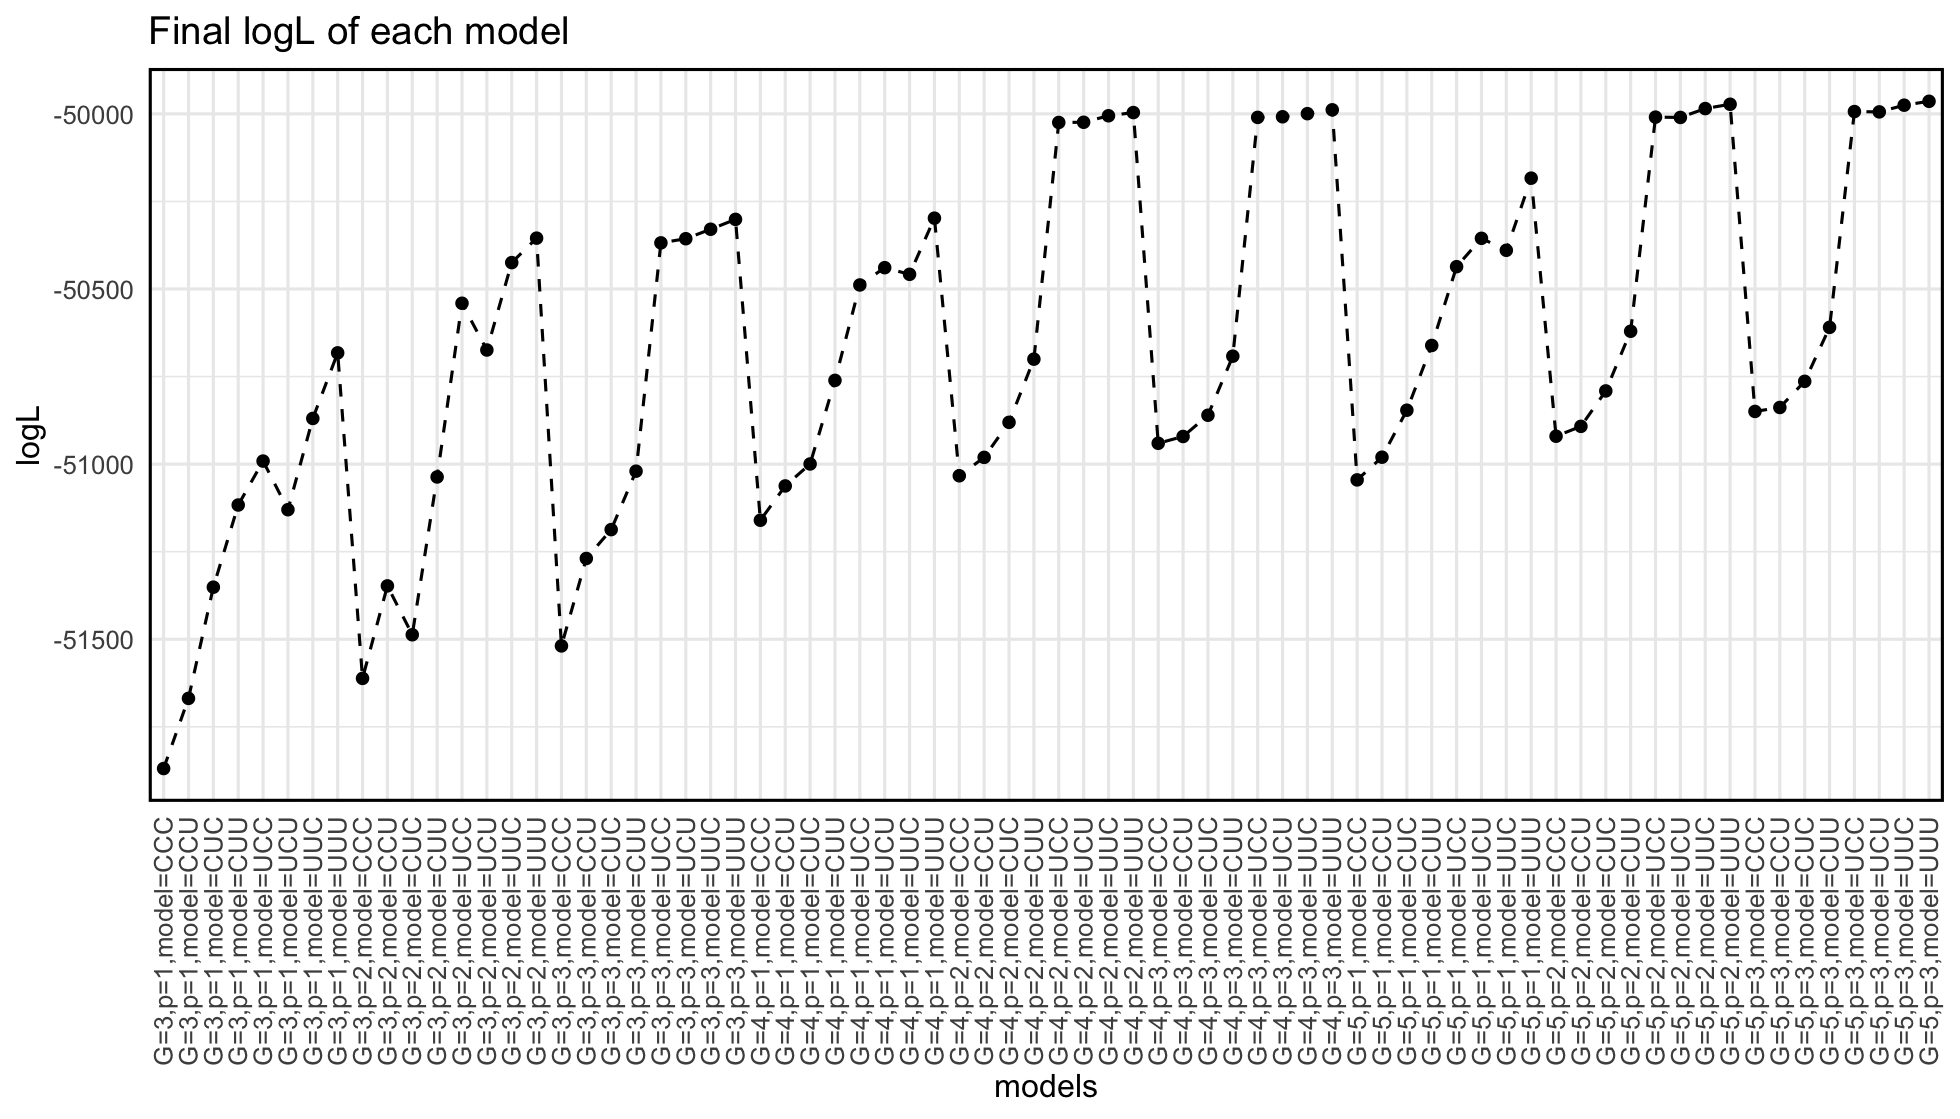 Final logL of each model
logL
-50000
-50500
-51000
-51500
G=3,p=1,model=CCC
G=3,p=1,model=CCU
G=3,p=1,model=CUC
G=3,p=1,model=CUU
G=3,p=1,model=UCC
G=3,p=1,model=UCU
G=3,p=1,model=UUC
G=3,p=1,model=UUU
G=3,p=2,model=CCC
G=3,p=2,model=CCU
G=3,p=2,model=CUC
G=3,p=2,model=CUU
G=3,p=2,model=UCC
G=3,p=2,model=UCU
G=3,p=2,model=UUC
G=3,p=2,model=UUU
G=3,p=3,model=CCC
G=3,p=3,model=CCU
G=3,p=3,model=CUC
G=3,p=3,model=CUU
G=3,p=3,model=UCC
G=3,p=3,model=UCU
G=3,p=3,model=UUC
G=3,p=3,model=UUU
G=4,p=1,model=CCC
G=4,p=1,model=CCU
G=4,p=1,model=CUC
G=4,p=1,model=CUU
G=4,p=1,model=UCC
G=4,p=1,model=UCU
G=4,p=1,model=UUC
G=4,p=1,model=UUU
G=4,p=2,model=CCC
G=4,p=2,model=CCU
G=4,p=2,model=CUC
G=4,p=2,model=CUU
G=4,p=2,model=UCC
G=4,p=2,model=UCU
G=4,p=2,model=UUC
G=4,p=2,model=UUU
G=4,p=3,model=CCC
G=4,p=3,model=CCU
G=4,p=3,model=CUC
G=4,p=3,model=CUU
G=4,p=3,model=UCC
G=4,p=3,model=UCU
G=4,p=3,model=UUC
G=4,p=3,model=UUU
G=5,p=1,model=CCC
G=5,p=1,model=CCU
G=5,p=1,model=CUC
G=5,p=1,model=CUU
G=5,p=1,model=UCC
G=5,p=1,model=UCU
G=5,p=1,model=UUC
G=5,p=1,model=UUU
G=5,p=2,model=CCC
G=5,p=2,model=CCU
G=5,p=2,model=CUC
G=5,p=2,model=CUU
G=5,p=2,model=UCC
G=5,p=2,model=UCU
G=5,p=2,model=UUC
G=5,p=2,model=UUU
G=5,p=3,model=CCC
G=5,p=3,model=CCU
G=5,p=3,model=CUC
G=5,p=3,model=CUU
G=5,p=3,model=UCC
G=5,p=3,model=UCU
G=5,p=3,model=UUC
G=5,p=3,model=UUU
models